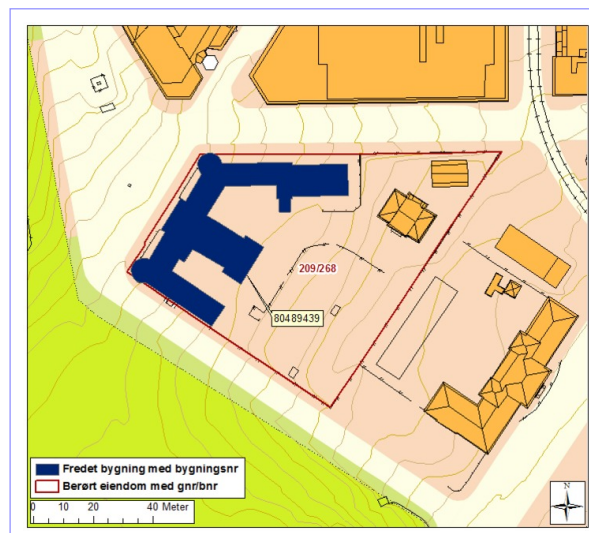 209/268
80489439
Fredet bygning med bygningsnr
Berørt eiendom med gnr/bnr
0 10 20 40 Meter
N